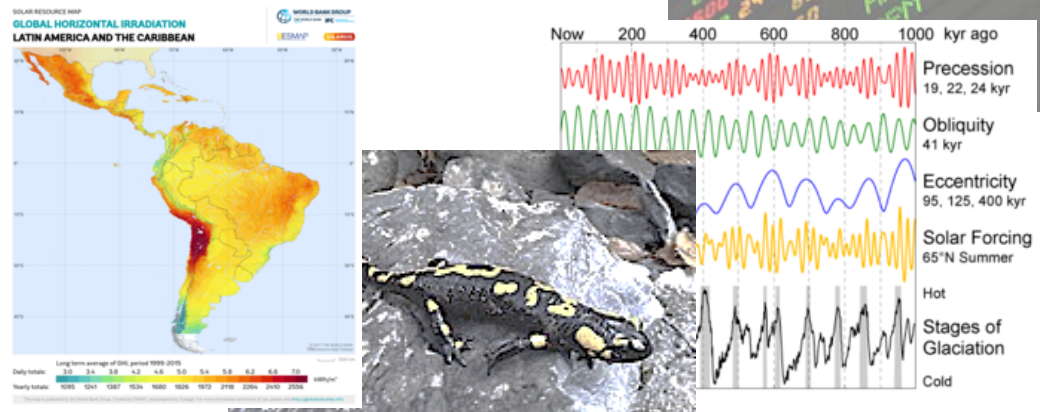 SOLAR RESOURCE MAP
GLOBAL HORIZONTAL IRRADIATION
LATIN AMERICA AND THE CARIBBEAN
WORLD BANK GROUP
THE WORLD BANK
IFC
ESMAP
SOLARGIS
Long term average of GHI, period 1999-2015
Daily totals: 3.0 3.4 3.8 4.2 4.6 5.0 5.4 5.8 6.2 6.6 7.0
kWh/m²
Yearly totals: 1095 1241 1387 1534 1680 1826 1972 2118 2264 2410 2556
Now 200 400 600 800 1000 kyr ago
Precession
19, 22, 24 kyr
Obliquity
41 kyr
Eccentricity
95, 125, 400 kyr
Solar Forcing
65°N Summer
Hot
Stages of
Glaciation
Cold